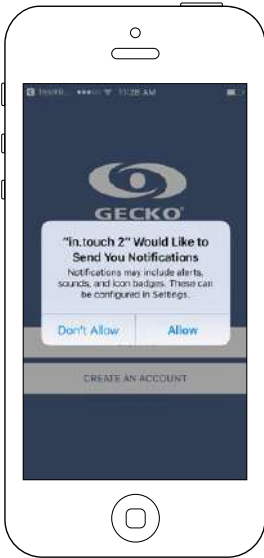 11:28 AM
GECKO
"in.touch 2" Would Like to
Send You Notifications
Notifications may include alerts,
sounds, and icon badges. These can
be configured in Settings.
Don't Allow
Allow
CREATE AN ACCOUNT